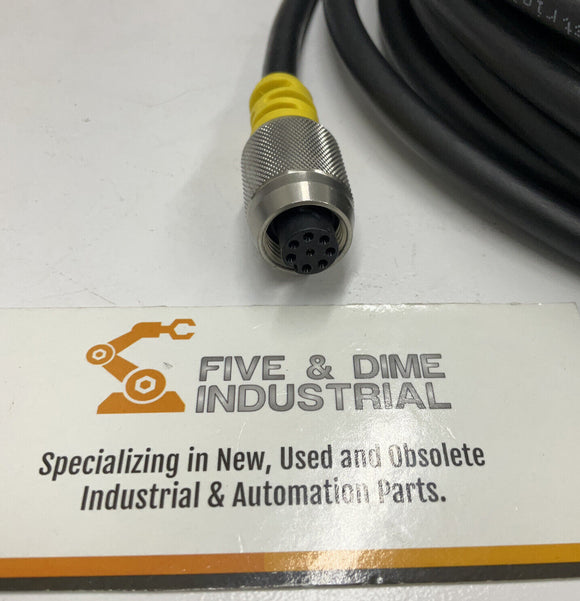 FIVE & DIME
INDUSTRIAL
Specializing in New, Used and Obsolete
Industrial & Automation Parts.